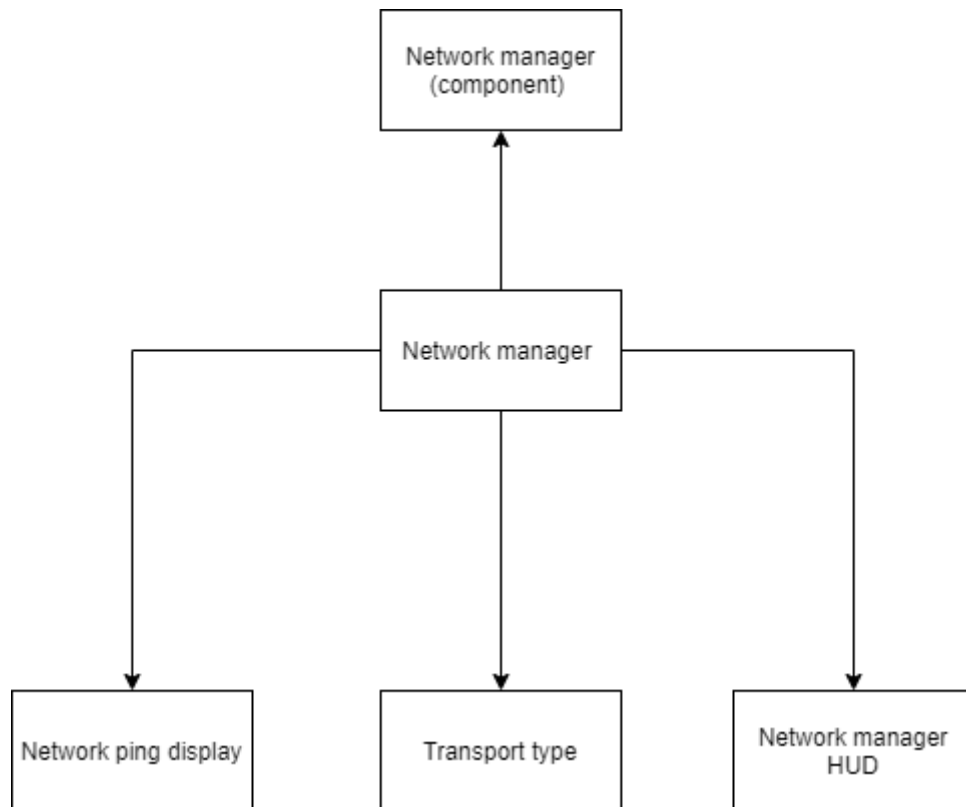 Network manager
(component)
Network manager
Network ping display
Transport type
Network manager
HUD